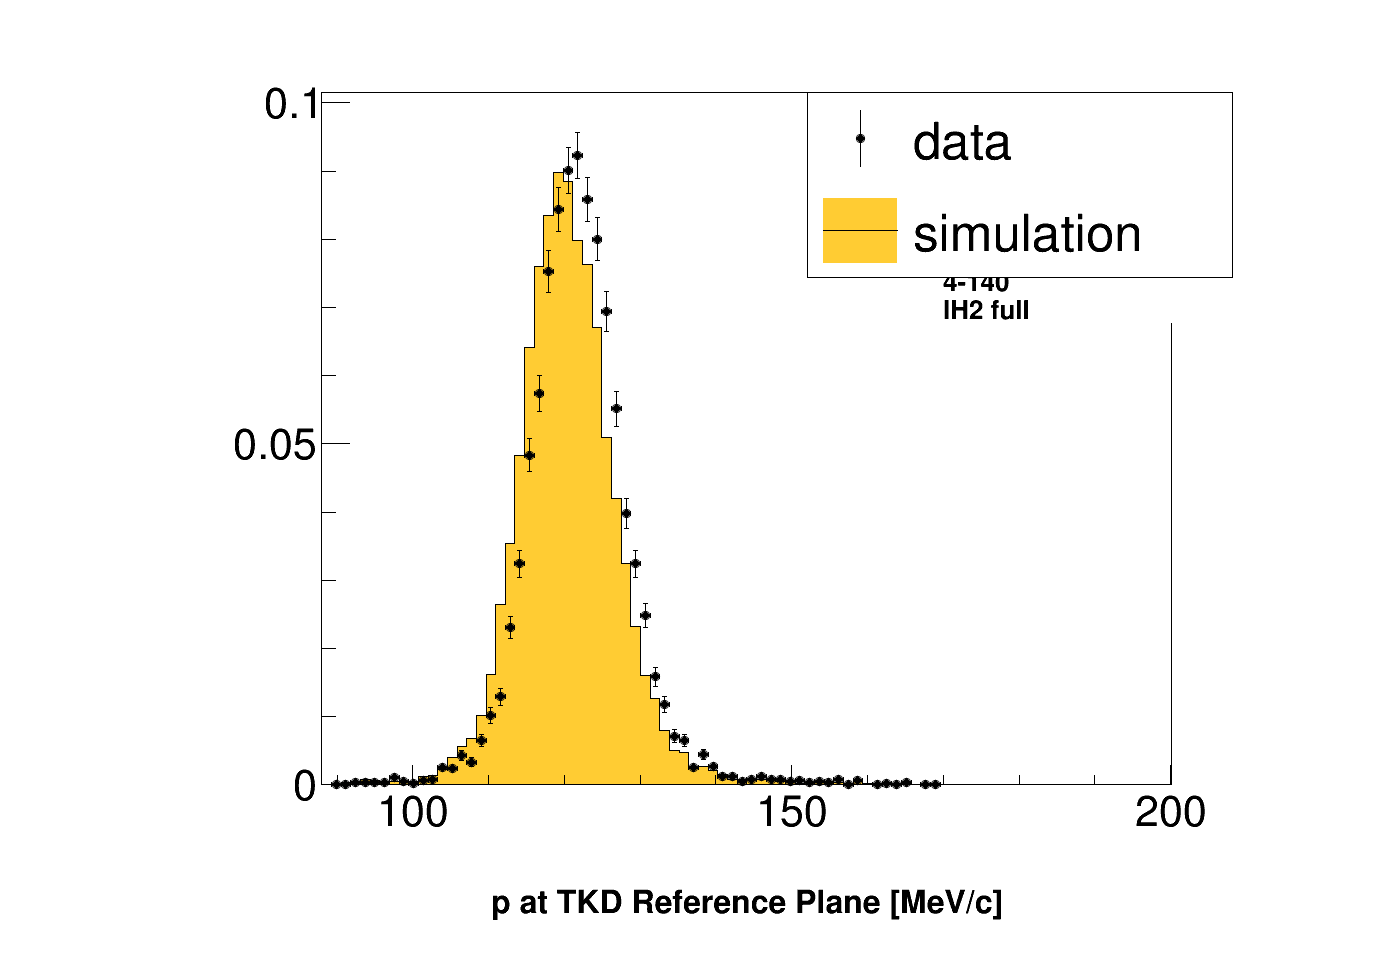 0.1
data
simulation
4-140
lH2 full
0.05
0
100
150
200
p at TKD Reference Plane [MeV/c]